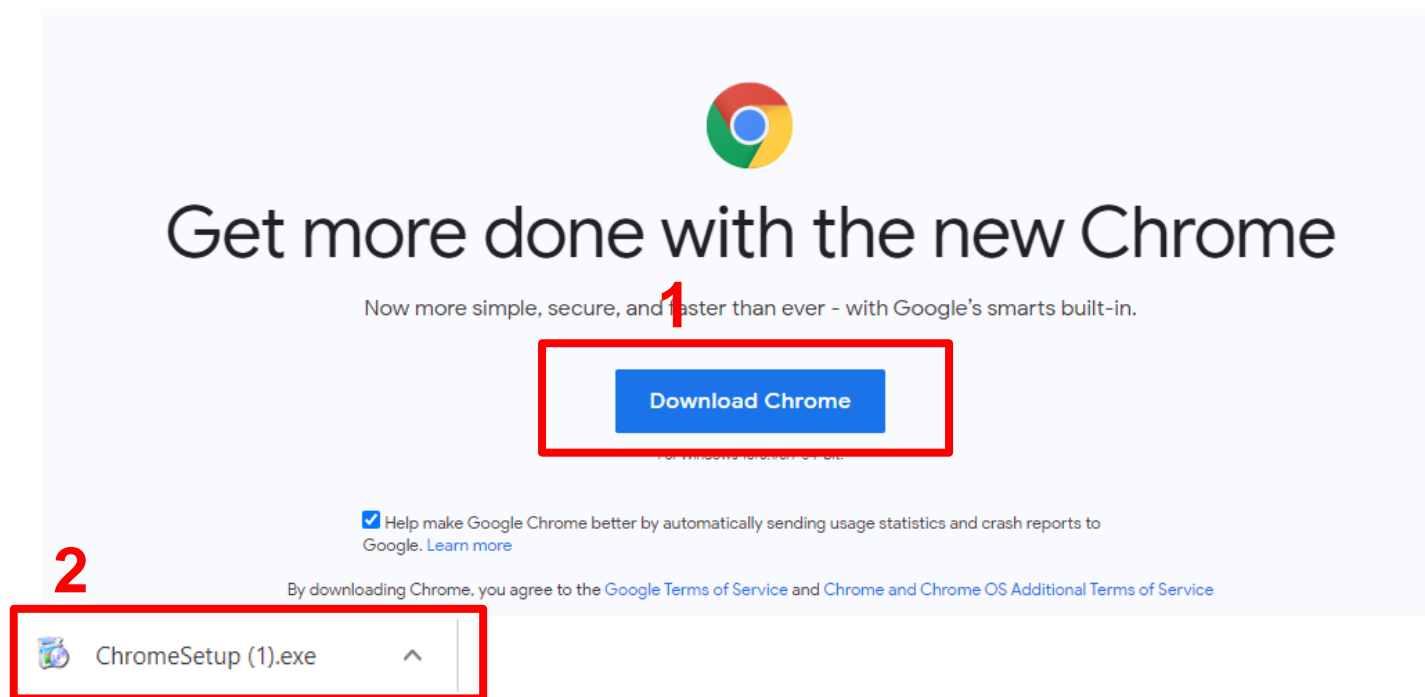 Get more done with the new Chrome
1
Now more simple, secure, and faster than ever - with Google's smarts built-in.
Download Chrome
Help make Google Chrome better by automatically sending usage statistics and crash reports to
Google. Learn more
2
By downloading Chrome, you agree to the Google Terms of Service and Chrome and Chrome OS Additional Terms of Service
ChromeSetup (1).exe